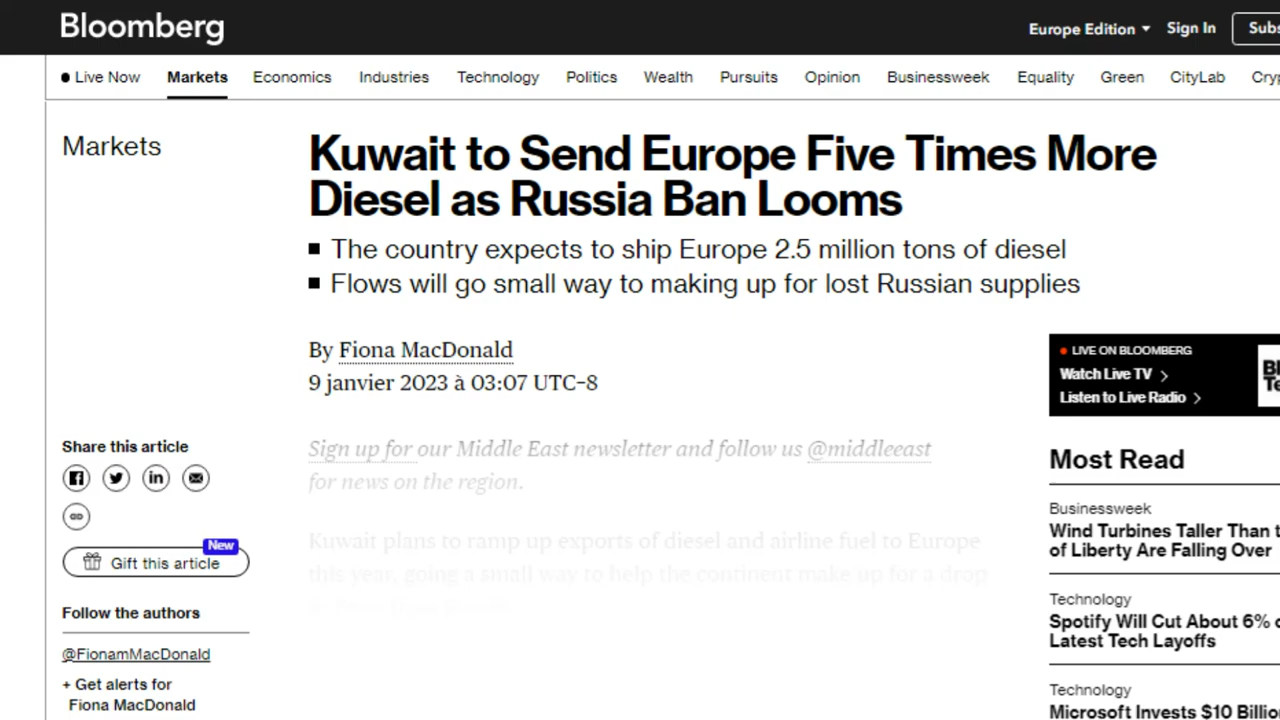 Bloomberg
Europe Edition
Sign In
Live Now
Markets
Economics
Industries
Technology
Politics
Wealth
Pursuits
Opinion
Businessweek
Equality
Green
CityLab
Markets
Kuwait to Send Europe Five Times More
Diesel as Russia Ban Looms
The country expects to ship Europe 2.5 million tons of diesel
Flows will go small way to making up for lost Russian supplies
By Fiona MacDonald
9 janvier 2023 à 03:07 UTC−8
Sign up for our Middle East newsletter and follow us @middleeast
for news on the region.
Kuwait plans to ramp up exports of diesel and airline fuel to Europe
this year, going a small way to help the continent make up for a drop
Share this article
New
Gift this article
Follow the authors
@FionamMacDonald
+ Get alerts for
Fiona MacDonald
LIVE ON BLOOMBERG
Watch Live TV
Listen to Live Radio
Most Read
Businessweek
Wind Turbines Taller Than
of Liberty Are Falling Over
Technology
Spotify Will Cut About 6%
Latest Tech Layoffs
Technology
Microsoft Invests $10